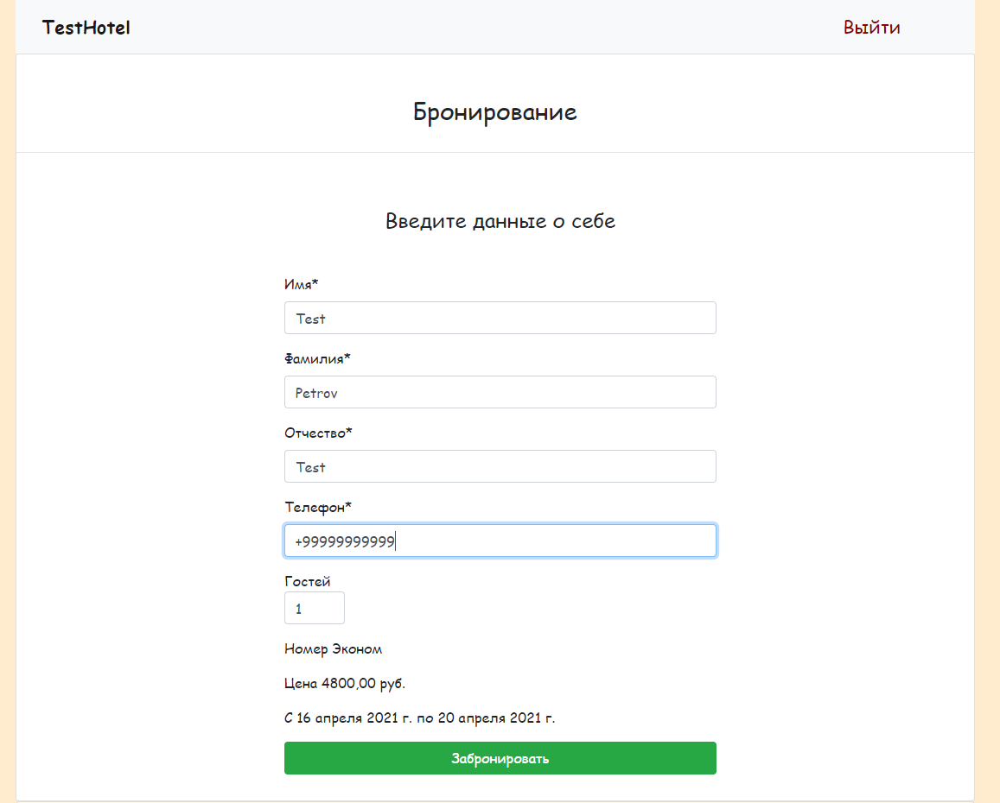 TestHotel
Выйти
Бронирование
Введите данные о себе
Имя*
Test
Фамилия*
Petrov
Отчество*
Test
Телефон*
+99999999999
Гостей
1
Номер Эконом
Цена 4800,00 руб.
С 16 апреля 2021 г. по 20 апреля 2021 г.
Забронировать